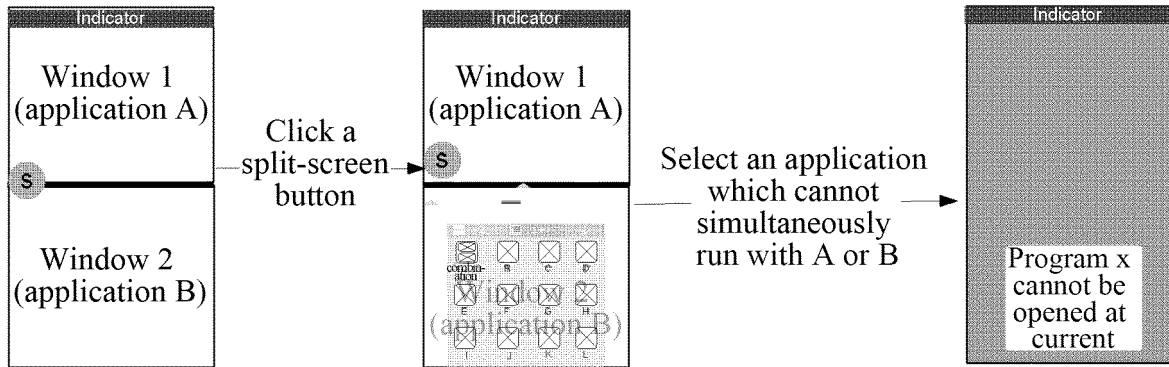 Indicator
Window 1
(application A)
S
Window 2
(application B)
Click a
split-screen
button
Indicator
Window 1
(application A)
S
combin-
ation
B
C
D
E
F
G
H
Window 2
(application B)
I
J
K
L
Select an application
which cannot
simultaneously
run with A or B
Indicator
Program x
cannot be
opened at
current